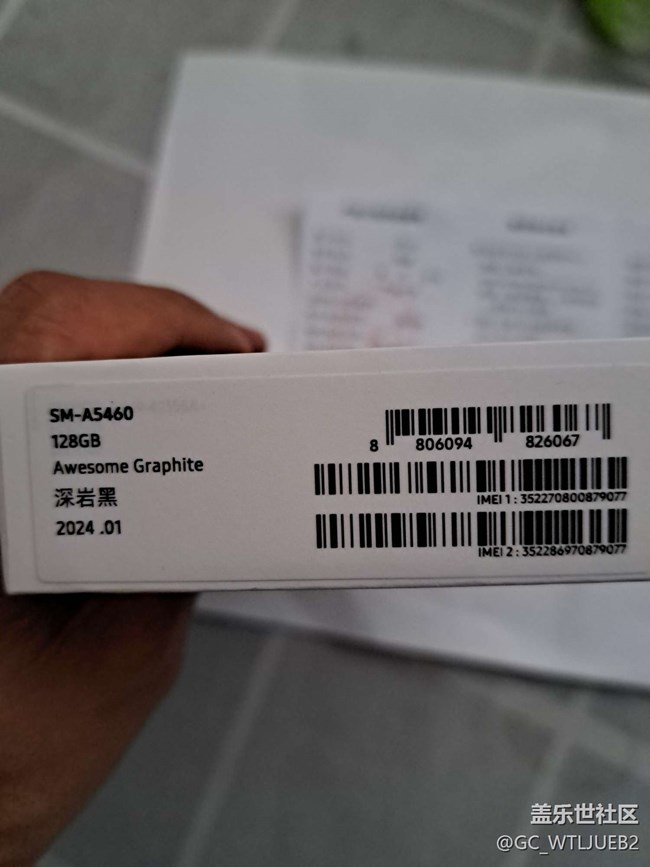 SM-A5460
128GB
Awesome Graphite
深岩黑
2024 .01
8 806094 826067
IMEI 1 : 352270800879077
IMEI 2 : 352286970879077
盖乐世社区
@GC_WTLJUEB2